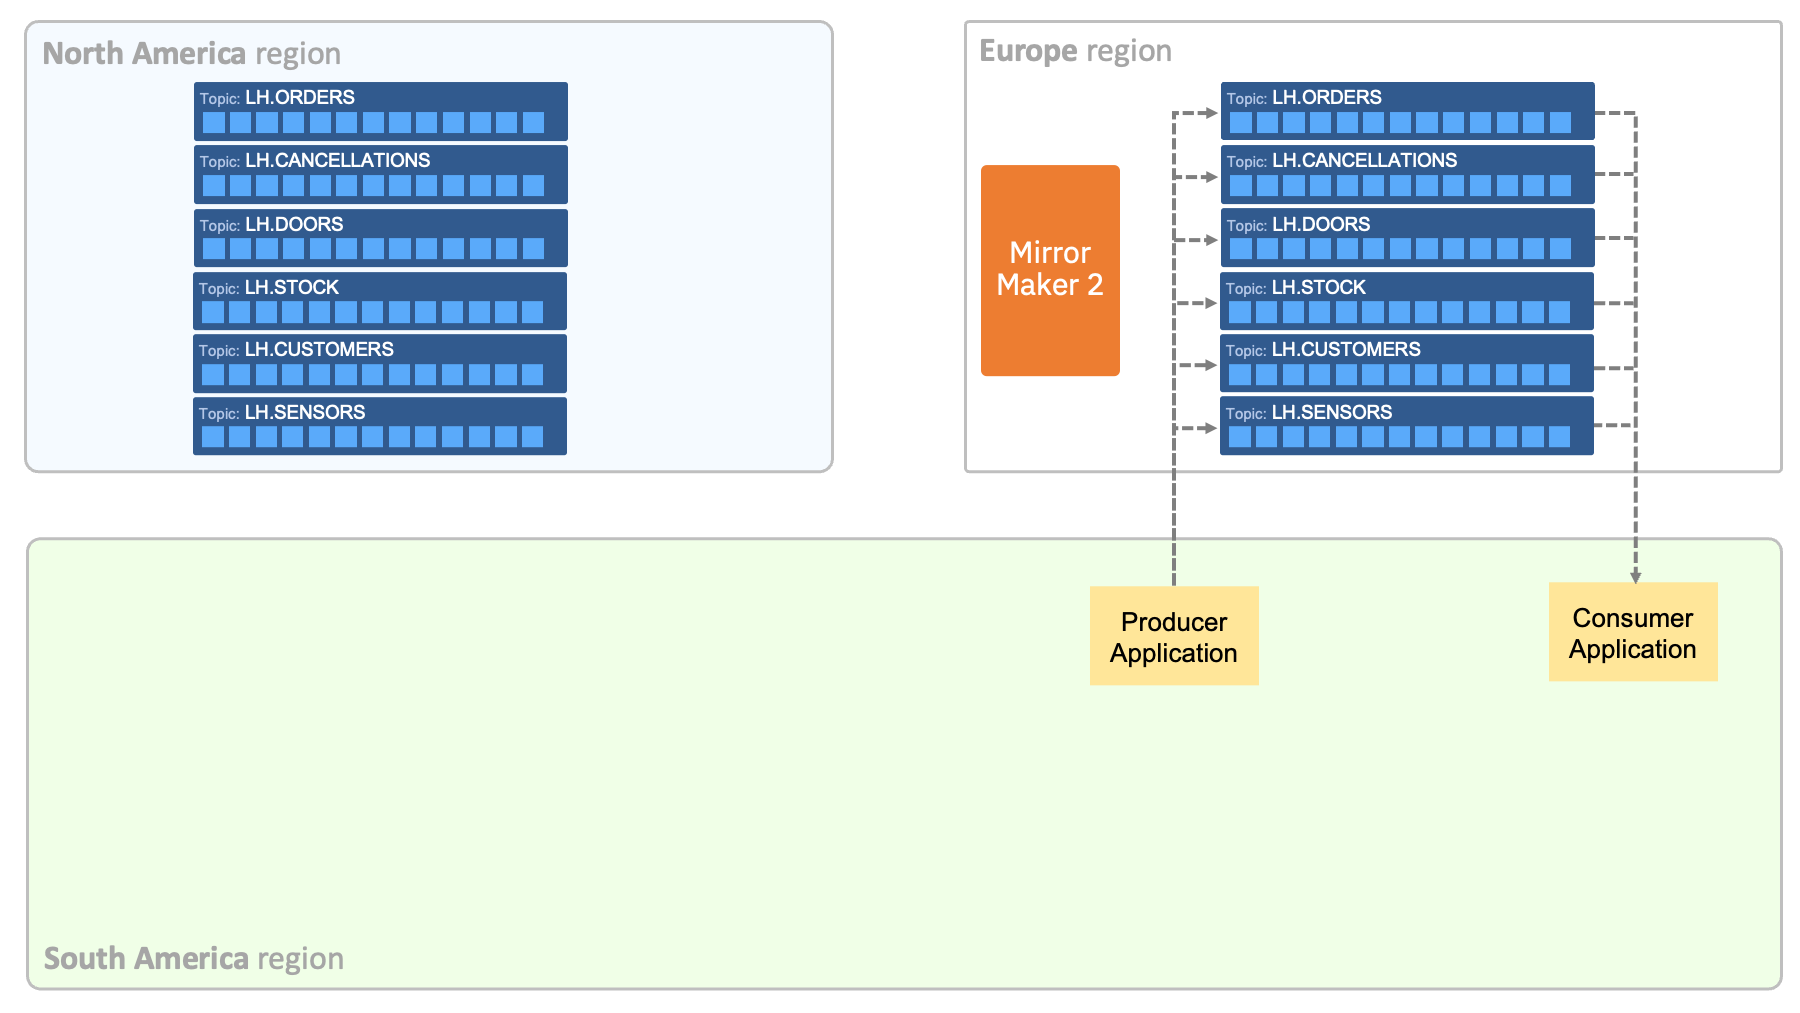 North America region
Topic: LH.ORDERS
Topic: LH.CANCELLATIONS
Topic: LH.DOORS
Topic: LH.STOCK
Topic: LH.CUSTOMERS
Topic: LH.SENSORS
Europe region
Mirror
Maker 2
Topic: LH.ORDERS
Topic: LH.CANCELLATIONS
Topic: LH.DOORS
Topic: LH.STOCK
Topic: LH.CUSTOMERS
Topic: LH.SENSORS
Producer
Application
Consumer
Application
South America region